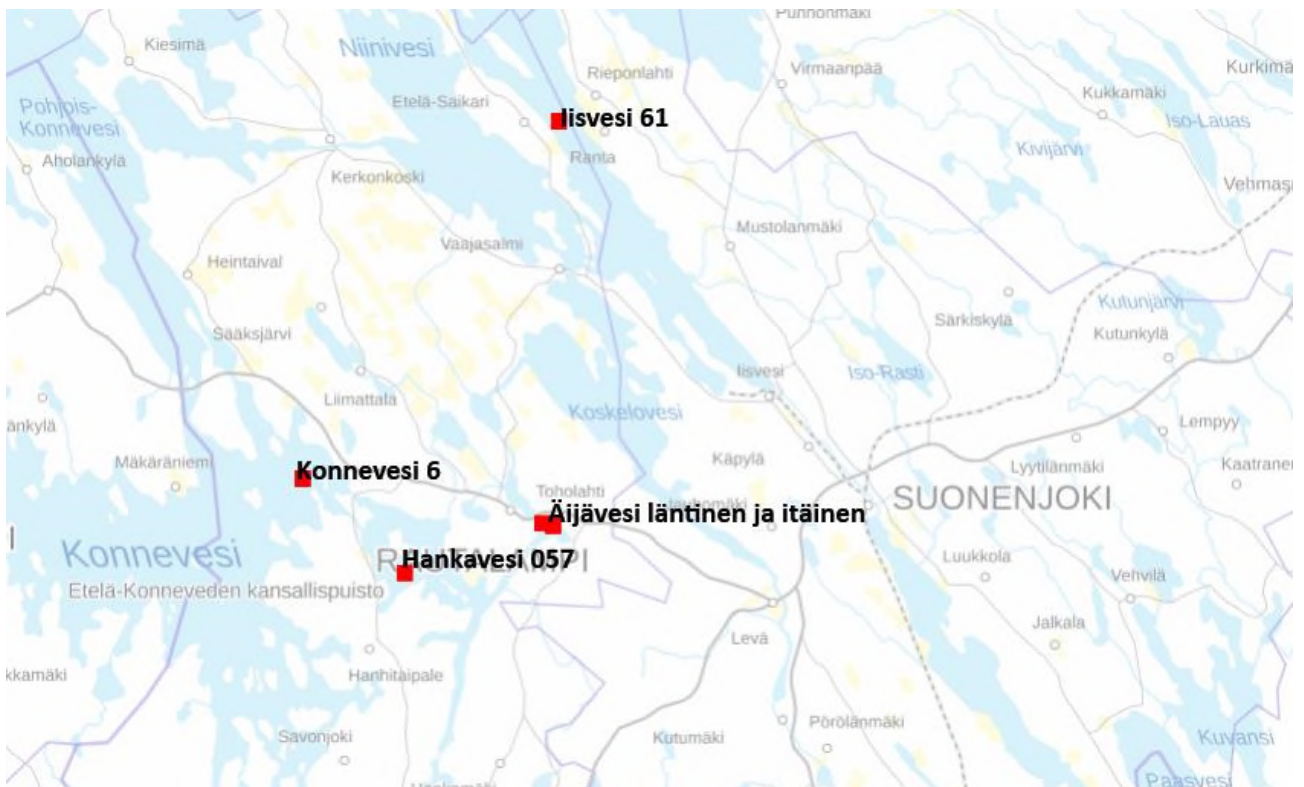 Puhhonmäki
Kiesimä
Niinivesi
Rieponlahti
Virmaanpää
Kurkimä
Pohjois-
Konnevesi
Etelä-Saikari
Iisvesi 61
Kukkamäki
Iso-Lauas
Aholankylä
Ranta
Kivijärvi
Kerkonkoski
Vehmas
Vaajasalmi
Mustolanmäki
Heintaival
Kutunjärvi
Särkiskylä
Kutunkylä
Sääksjärvi
Iisvesi
Iso-Rasti
Liimattala
Koskelovesi
ankylä
Lempyy
Mäkäräniemi
Konnevesi 6
Käpylä
Lyytilänmäki
Kaatranen
Toholahti
SUONENJOKI
Äijävesi läntinen ja itäinen
Konnevesi
Hankavesi 057
RAUTALAMPI
Luukkola
Vehvilä
Etelä-Konneveden kansallispuisto
Jalkala
Levä
kkamäki
Hanhitaipale
Pörölänmäki
Savonjoki
Kutumäki
Kuvansi
Paasvesi